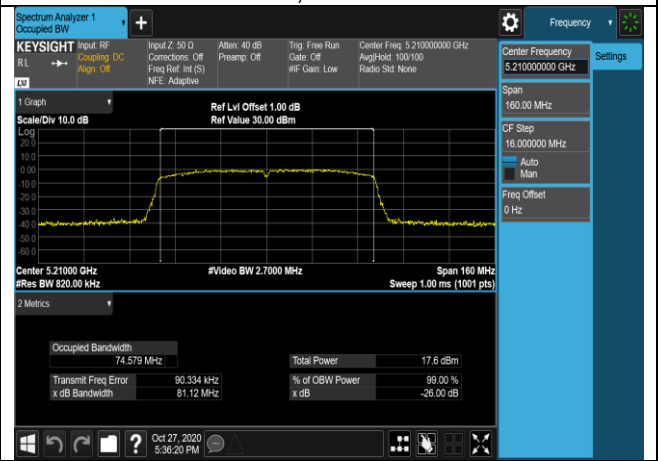 Spectrum Analyzer 1
Occupied BW
Frequency
KEYSIGHT
RL
LXI
Input: RF
Coupling: DC
Align: Off
Input Z: 50 Ω
Corrections: Off
Freq Ref: Int (S)
NFE: Adaptive
Atten: 40 dB
Preamp: Off
Trig: Free Run
Gate: Off
#IF Gain: Low
Center Freq: 5.210000000 GHz
Avg|Hold: 100/100
Radio Std: None
Center Frequency
5.210000000 GHz
Settings
Span
160.00 MHz
CF Step
16.000000 MHz
Auto
Man
Freq Offset
0 Hz
1 Graph
Scale/Div 10.0 dB
Ref Lvl Offset 1.00 dB
Ref Value 30.00 dBm
Log
20.0
10.0
0.00
-10.0
-20.0
-30.0
-40.0
-50.0
-60.0
Center 5.21000 GHz
#Video BW 2.7000 MHz
Span 160 MHz
#Res BW 820.00 kHz
Sweep 1.00 ms (1001 pts)
2 Metrics
Occupied Bandwidth
74.579 MHz
Total Power 17.6 dBm
Transmit Freq Error 90.334 kHz
% of OBW Power 99.00 %
x dB Bandwidth 81.12 MHz
x dB -26.00 dB
?
Oct 27, 2020
5:36:20 PM